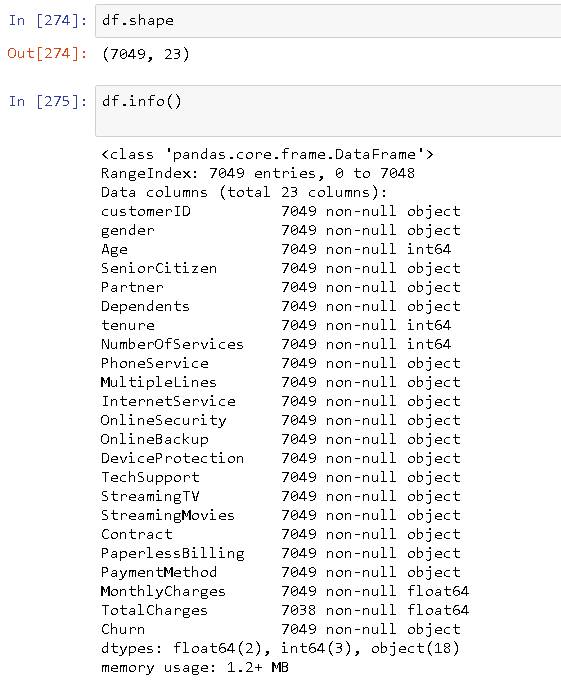 In [274]: df.shape
Out[274]: (7049, 23)
In [275]: df.info()
<class 'pandas.core.frame.DataFrame'>
RangeIndex: 7049 entries, 0 to 7048
Data columns (total 23 columns):
customerID          7049 non-null object
gender              7049 non-null object
Age                 7049 non-null int64
SeniorCitizen       7049 non-null object
Partner             7049 non-null object
Dependents          7049 non-null object
tenure              7049 non-null int64
NumberOfServices    7049 non-null int64
PhoneService        7049 non-null object
MultipleLines       7049 non-null object
InternetService     7049 non-null object
OnlineSecurity      7049 non-null object
OnlineBackup        7049 non-null object
DeviceProtection    7049 non-null object
TechSupport         7049 non-null object
StreamingTV         7049 non-null object
StreamingMovies     7049 non-null object
Contract            7049 non-null object
PaperlessBilling    7049 non-null object
PaymentMethod       7049 non-null object
MonthlyCharges      7049 non-null float64
TotalCharges        7038 non-null float64
Churn               7049 non-null object
dtypes: float64(2), int64(3), object(18)
memory usage: 1.2+ MB